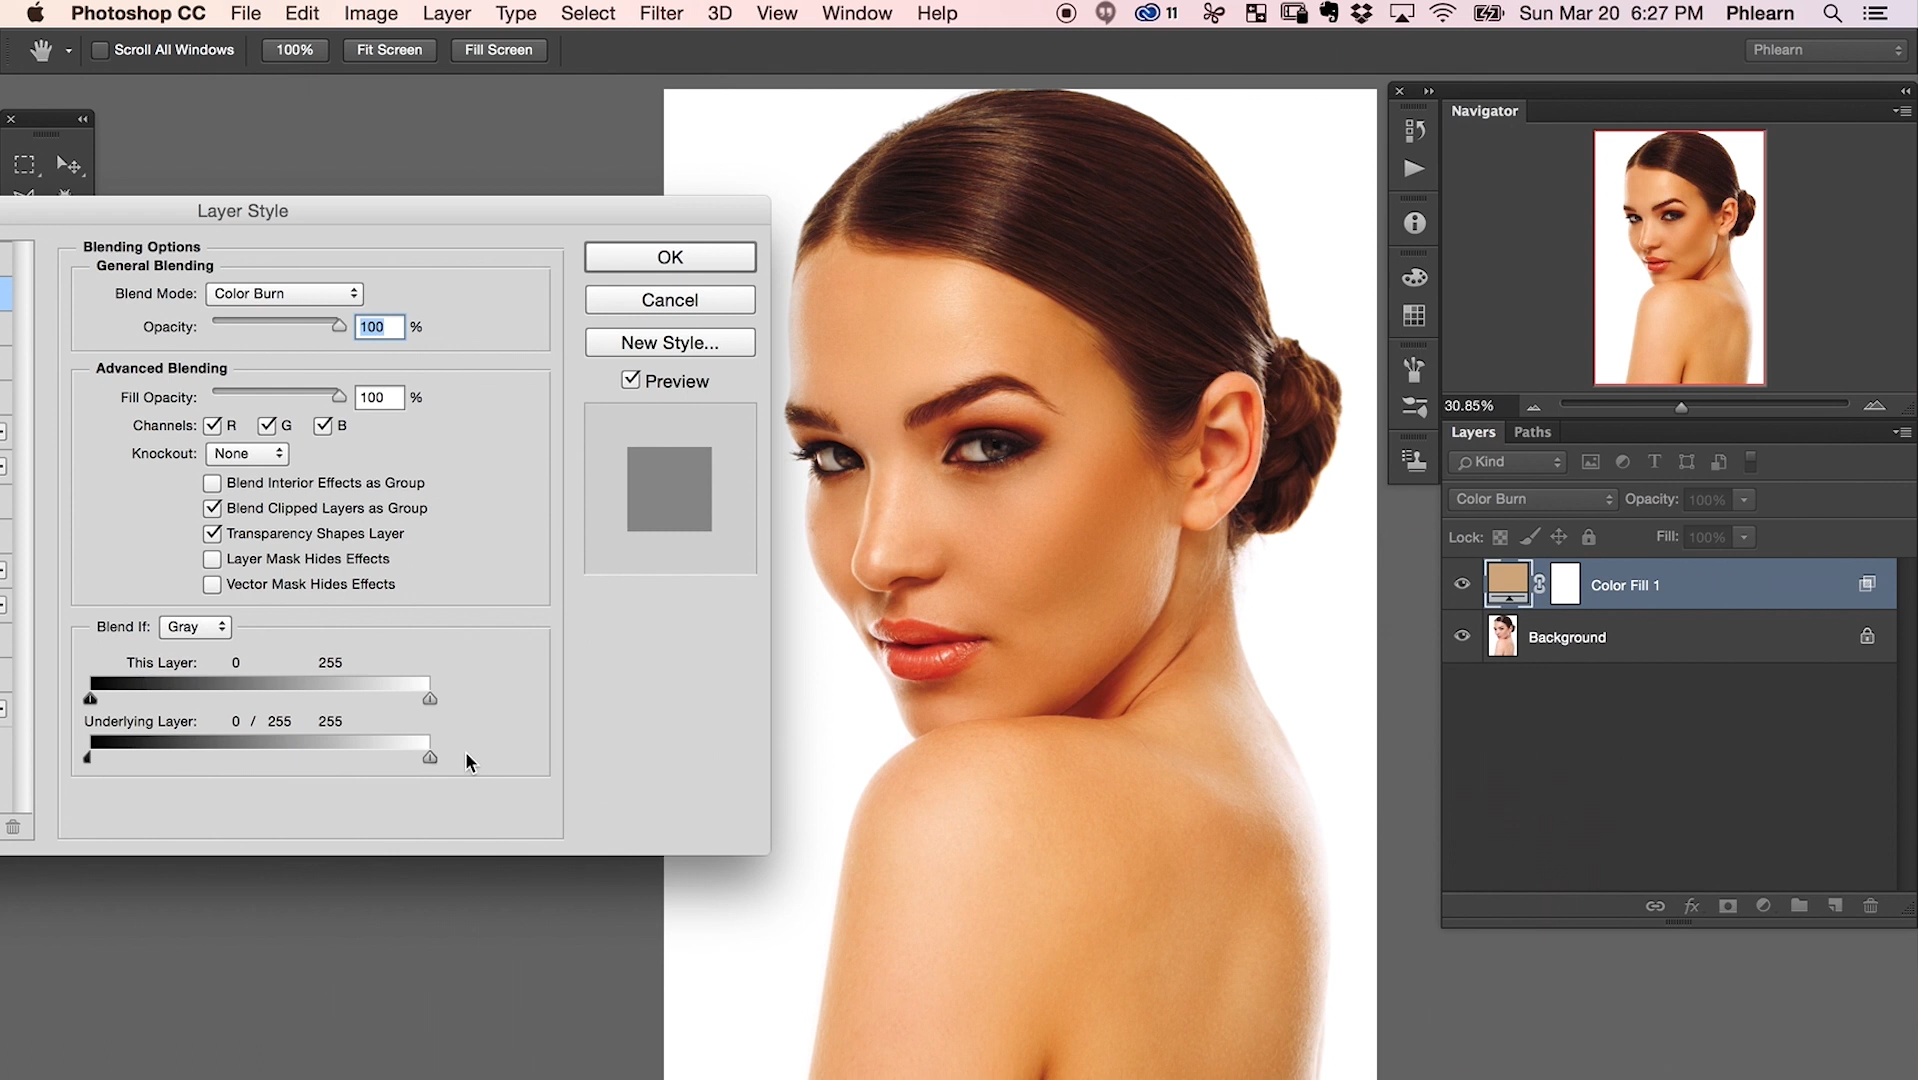 Photoshop CC File Edit Image Layer Type Select Filter 3D View Window Help 11 Sun Mar 20 6:27 PM Phlearn
Scroll All Windows 100% Fit Screen Fill Screen Phlearn
Navigator
30.85%
Layer Style
Blending Options
General Blending
Blend Mode: Color Burn
Opacity: 100 %
Advanced Blending
Fill Opacity: 100 %
Channels: R G B
Knockout: None
Blend Interior Effects as Group
Blend Clipped Layers as Group
Transparency Shapes Layer
Layer Mask Hides Effects
Vector Mask Hides Effects
Blend If: Gray
This Layer: 0 255
Underlying Layer: 0 / 255 255
OK
Cancel
New Style...
Preview
Layers Paths
Kind
Color Burn Opacity: 100%
Lock: Fill: 100%
Color Fill 1
Background
fx